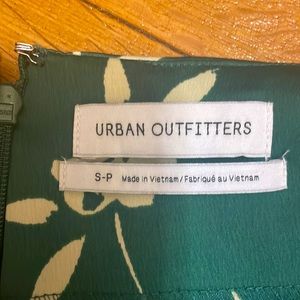 URBAN OUTFITTERS
S-P Made in Vietnam/Fabriqué au Vietnam